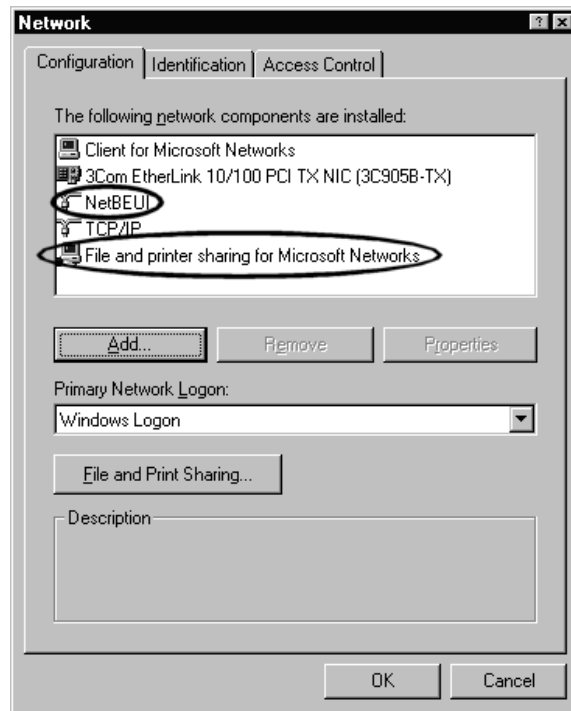 Network
Configuration Identification Access Control
The following network components are installed:
Client for Microsoft Networks
3Com EtherLink 10/100 PCI TX NIC (3C905B-TX)
NetBEUI
TCP/IP
File and printer sharing for Microsoft Networks
Add... Remove Properties
Primary Network Logon:
Windows Logon
File and Print Sharing...
Description
OK Cancel